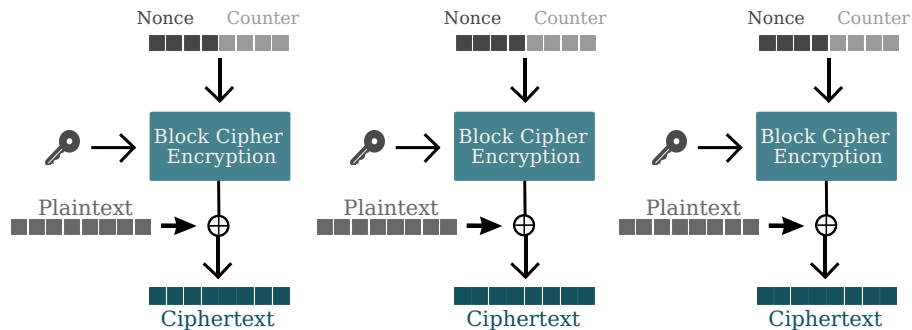 Nonce Counter Nonce Counter Nonce Counter
Block Cipher Block Cipher Block Cipher
Encryption Encryption Encryption
Plaintext Plaintext Plaintext
Ciphertext Ciphertext Ciphertext